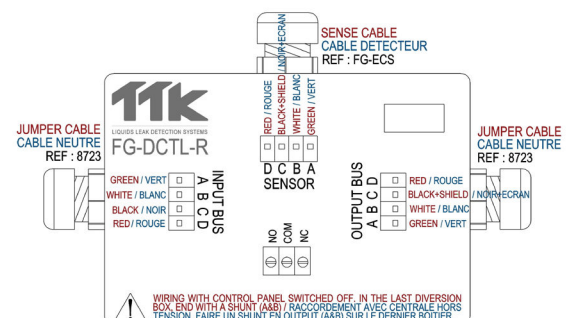 SENSE CABLE
CABLE DETECTEUR
REF : FG-ECS
RED / ROUGE
BLACK+SHIELD / NOIR+ECRAN
WHITE / BLANC
GREEN / VERT
TTK
LIQUIDS LEAK DETECTION SYSTEMS
FG-DCTL-R
D C B A
SENSOR
JUMPER CABLE
CABLE NEUTRE
REF : 8723
GREEN / VERT
WHITE / BLANC
BLACK / NOIR
RED / ROUGE
A B C D
INPUT BUS
NO
COM
NC
OUTPUT BUS
A B C D
RED / ROUGE
BLACK+SHIELD / NOIR+ECRAN
WHITE / BLANC
GREEN / VERT
JUMPER CABLE
CABLE NEUTRE
REF : 8723
WIRING WITH CONTROL PANEL SWITCHED OFF. IN THE LAST DIVERSION
BOX, END WITH A SHUNT (A&B) / RACCORDEMENT AVEC CENTRALE HORS
TENSION. FAIRE UN SHUNT EN OUTPUT (A&B) SUR LE DERNIER BOITIER